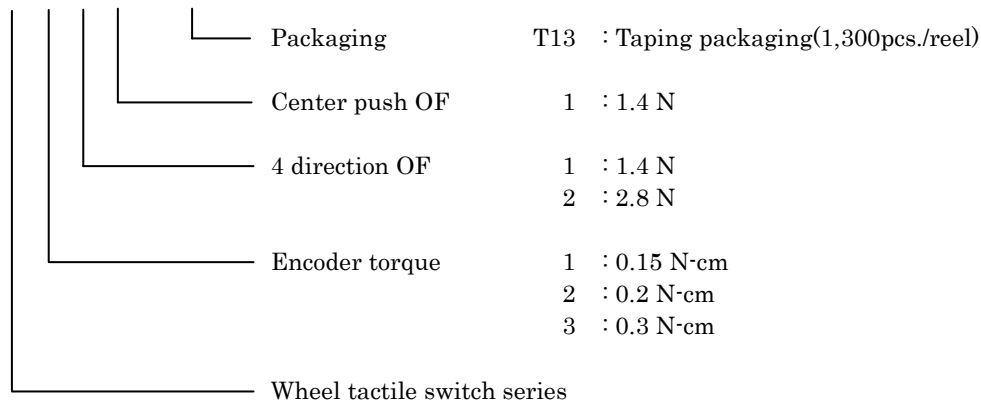 Packaging T13 : Taping packaging(1,300pcs./reel)
Center push OF 1 : 1.4 N
4 direction OF 1 : 1.4 N
2 : 2.8 N
Encoder torque 1 : 0.15 N-cm
2 : 0.2 N-cm
3 : 0.3 N-cm
Wheel tactile switch series